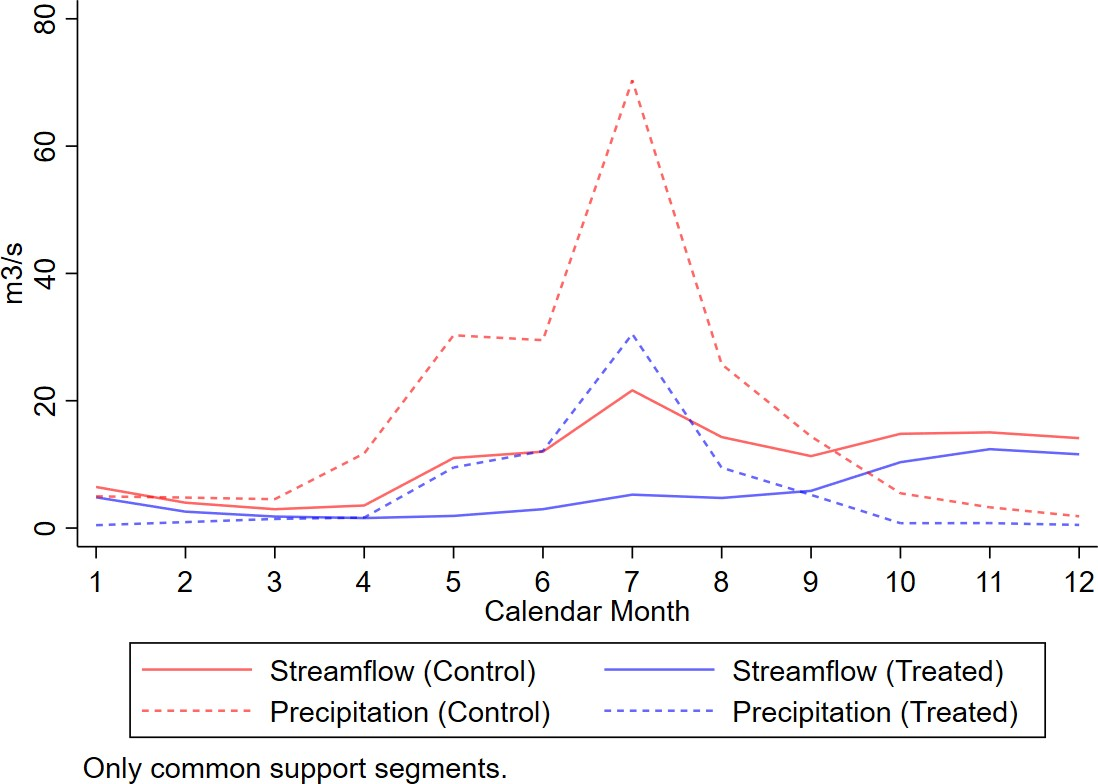 80
60
40
20
0
m3/s
1 2 3 4 5 6 7 8 9 10 11 12
Calendar Month
Streamflow (Control) Streamflow (Treated)
Precipitation (Control) Precipitation (Treated)
Only common support segments.